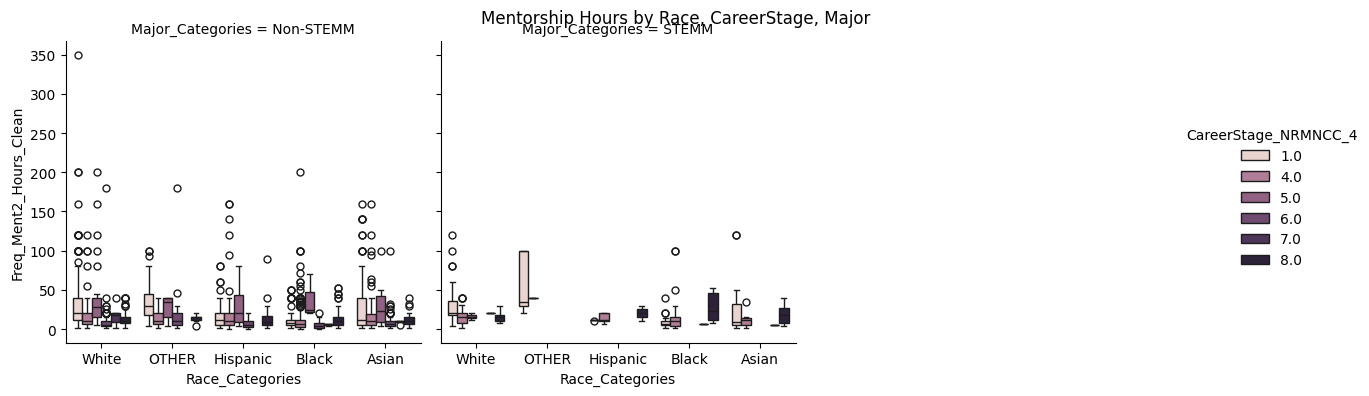 Mentorship Hours by Race, CareerStage, Major
Major_Categories = Non-STEMM
Major_Categories = STEMM
Freq_Ment2_Hours_Clean
350
300
250
200
150
100
50
0
White OTHER Hispanic Black Asian
Race_Categories
White OTHER Hispanic Black Asian
Race_Categories
CareerStage_NRMNCC_4
1.0
4.0
5.0
6.0
7.0
8.0